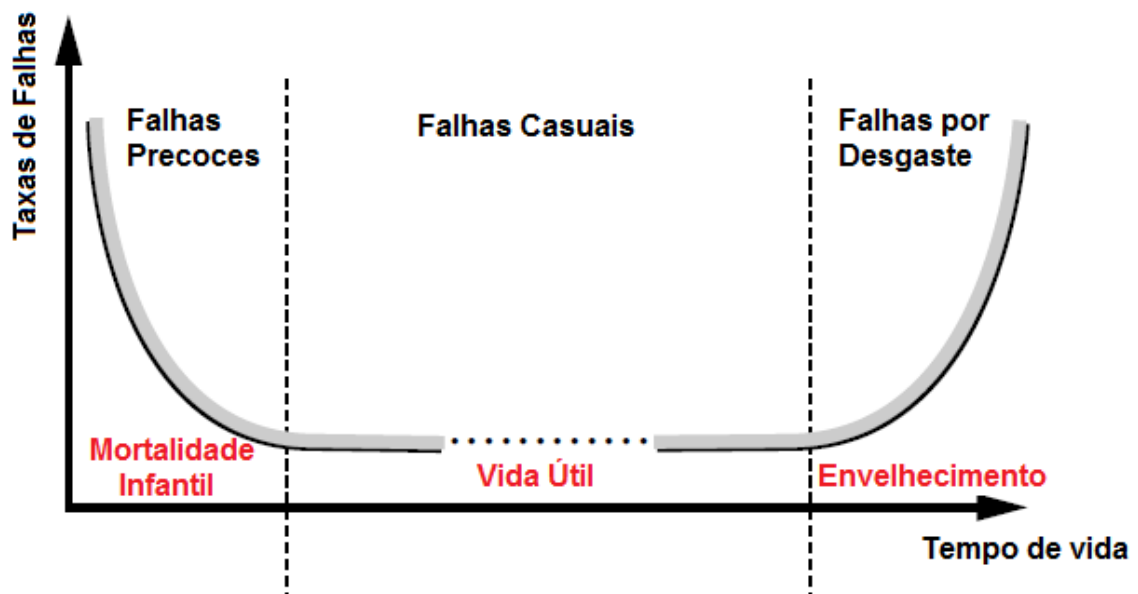 Taxas de Falhas
Falhas
Precoces
Falhas Casuais
Falhas por
Desgaste
Mortalidade
Infantil
Vida Útil
Envelhecimento
Tempo de vida